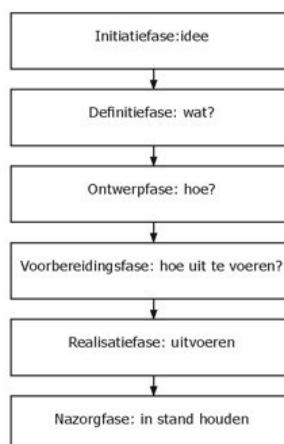 Initiatiefase:idee
Definitiefase: wat?
Ontwerpfase: hoe?
Voorbereidingsfase: hoe uit te voeren?
Realisatiefase: uitvoeren
Nazorgfase: in stand houden